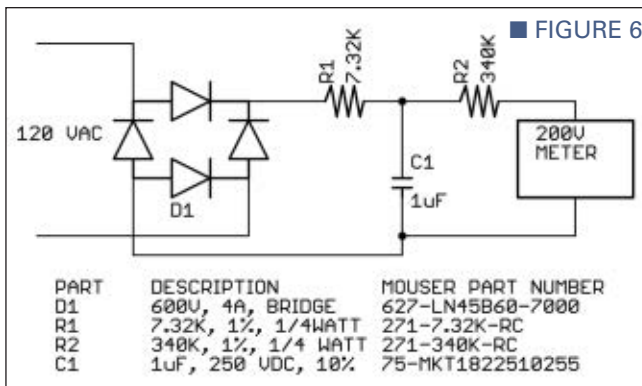 ■ FIGURE 6
R1
7.32K
R2
340K
120 VAC
200V
METER
C1
1uF
D1
PART DESCRIPTION MOUSER PART NUMBER
D1 600V, 4A, BRIDGE 627-LN45B60-7000
R1 7.32K, 1%, 1/4WATT 271-7.32K-RC
R2 340K, 1%, 1/4 WATT 271-340K-RC
C1 1uF, 250 VDC, 10% 75-MKT1822510255